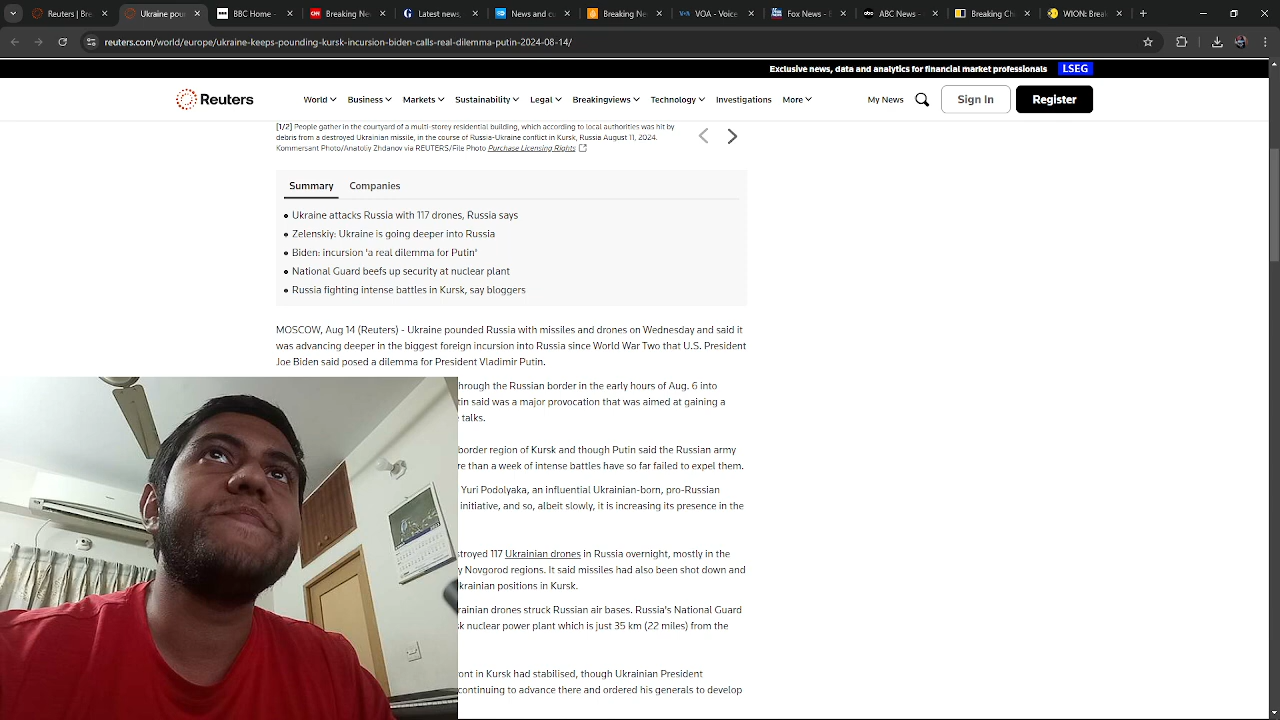 Reuters | Bre
Ukraine pou
BBC Home -
Breaking Ne
Latest news,
News and cu
Breaking Ne
VOA - Voice
Fox News -
ABC News -
Breaking
WION: Brea
reuters.com/world/europe/ukraine-keeps-pounding-kursk-incursion-biden-calls-real-dilemma-putin-2024-08-14/
Exclusive news, data and analytics for financial market professionals LSEG
Reuters World Business Markets Sustainability Legal Breakingviews Technology Investigations More My News Sign In Register
[1/2] People gather in the courtyard of a multi-storey residential building, which according to local authorities was hit by
debris from a destroyed Ukrainian missile, in the course of Russia-Ukraine conflict in Kursk, Russia August 11, 2024.
Kommersant Photo/Anatoliy Zhdanov via REUTERS/File Photo Purchase Licensing Rights
Summary Companies
Ukraine attacks Russia with 117 drones, Russia says
Zelenskiy: Ukraine is going deeper into Russia
Biden: incursion 'a real dilemma for Putin'
National Guard beefs up security at nuclear plant
Russia fighting intense battles in Kursk, say bloggers
MOSCOW, Aug 14 (Reuters) - Ukraine pounded Russia with missiles and drones on Wednesday and said it
was advancing deeper in the biggest foreign incursion into Russia since World War Two that U.S. President
Joe Biden said posed a dilemma for President Vladimir Putin.
hrough the Russian border in the early hours of Aug. 6 into
tin said was a major provocation that was aimed at gaining a
talks.
border region of Kursk and though Putin said the Russian army
re than a week of intense battles have so far failed to expel them.
Yuri Podolyaka, an influential Ukrainian-born, pro-Russian
initiative, and so, albeit slowly, it is increasing its presence in the
stroyed 117 Ukrainian drones in Russia overnight, mostly in the
y Novgorod regions. It said missiles had also been shot down and
krainian positions in Kursk.
rainian drones struck Russian air bases. Russia's National Guard
k nuclear power plant which is just 35 km (22 miles) from the
ont in Kursk had stabilised, though Ukrainian President
continuing to advance there and ordered his generals to develop